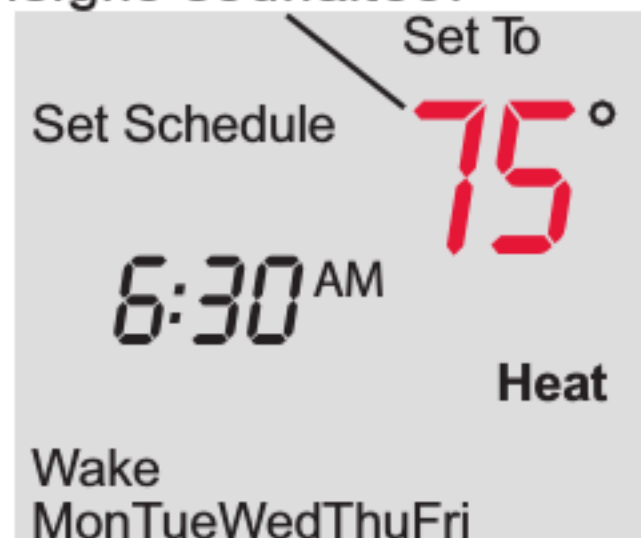 Set To
Set Schedule
75°
6:30 AM
Heat
Wake
MonTueWedThuFri